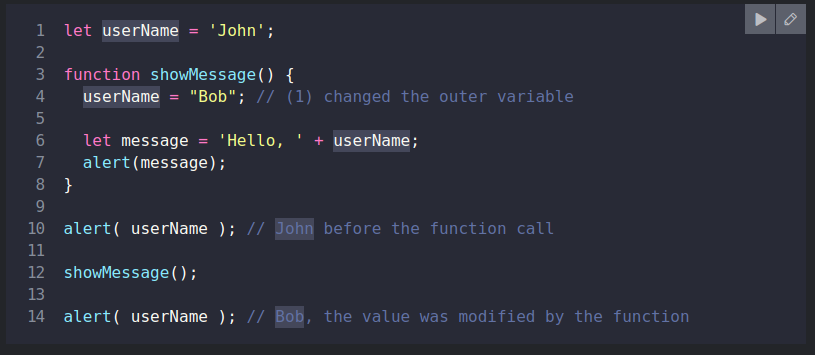 1 let userName = 'John';
2
3 function showMessage() {
4   userName = "Bob"; // (1) changed the outer variable
5
6   let message = 'Hello, ' + userName;
7   alert(message);
8 }
9
10 alert( userName ); // John before the function call
11
12 showMessage();
13
14 alert( userName ); // Bob, the value was modified by the function